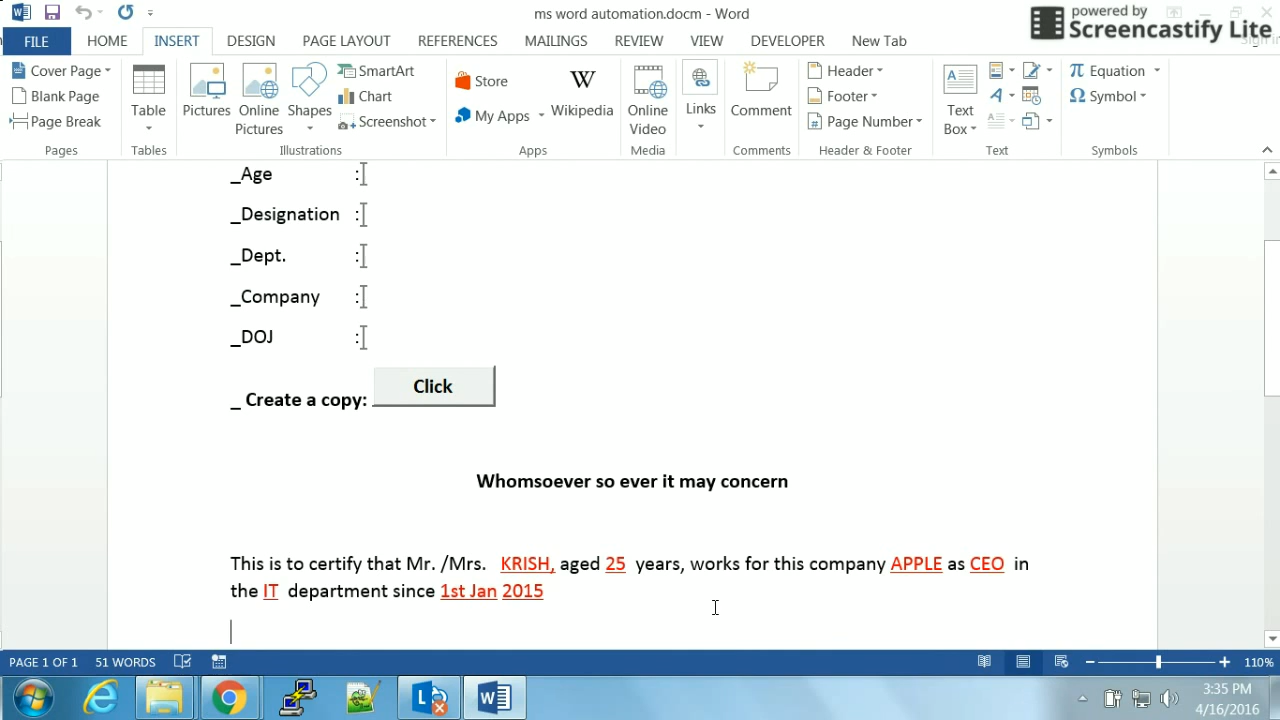 ms word automation.docm - Word
powered by
Screencastify Lite
FILE HOME INSERT DESIGN PAGE LAYOUT REFERENCES MAILINGS REVIEW VIEW DEVELOPER New Tab
Cover Page
Blank Page
Page Break
Pages
Table
Tables
Pictures
Online Pictures
Shapes
SmartArt
Chart
Screenshot
Illustrations
Store
My Apps
Wikipedia
Apps
Online Video
Media
Links
Comment
Comments
Header
Footer
Page Number
Header & Footer
Text Box
Text
Equation
Symbol
Symbols
_Age :
_Designation :
_Dept. :
_Company :
_DOJ :
_ Create a copy: Click
Whomsoever so ever it may concern
This is to certify that Mr. /Mrs. KRISH, aged 25 years, works for this company APPLE as CEO in
the IT department since 1st Jan 2015
PAGE 1 OF 1 51 WORDS 110%
3:35 PM
4/16/2016